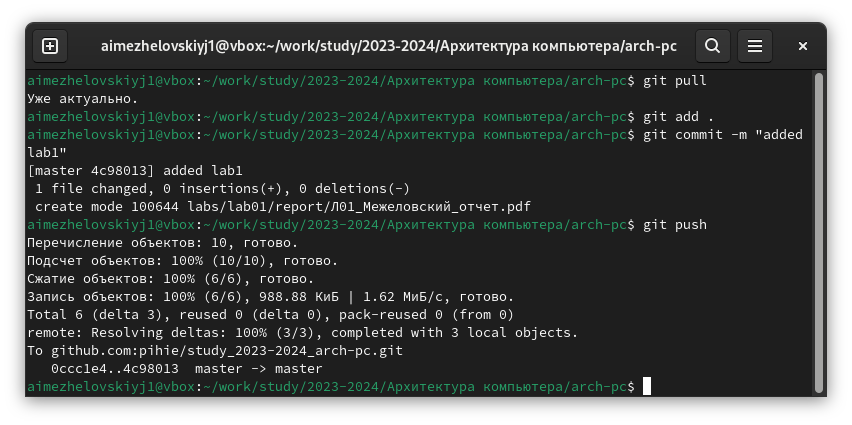 aimezhelovskiyj1@vbox:~/work/study/2023-2024/Архитектура компьютера/arch-pc
aimezhelovskiyj1@vbox:~/work/study/2023-2024/Архитектура компьютера/arch-pc$ git pull
Уже актуально.
aimezhelovskiyj1@vbox:~/work/study/2023-2024/Архитектура компьютера/arch-pc$ git add .
aimezhelovskiyj1@vbox:~/work/study/2023-2024/Архитектура компьютера/arch-pc$ git commit -m "added
lab1"
[master 4c98013] added lab1
 1 file changed, 0 insertions(+), 0 deletions(-)
 create mode 100644 labs/lab01/report/Л01_Межеловский_отчет.pdf
aimezhelovskiyj1@vbox:~/work/study/2023-2024/Архитектура компьютера/arch-pc$ git push
Перечисление объектов: 10, готово.
Подсчет объектов: 100% (10/10), готово.
Сжатие объектов: 100% (6/6), готово.
Запись объектов: 100% (6/6), 988.88 КиБ | 1.62 МиБ/с, готово.
Total 6 (delta 3), reused 0 (delta 0), pack-reused 0 (from 0)
remote: Resolving deltas: 100% (3/3), completed with 3 local objects.
To github.com:pihie/study_2023-2024_arch-pc.git
   0ccc1e4..4c98013  master -> master
aimezhelovskiyj1@vbox:~/work/study/2023-2024/Архитектура компьютера/arch-pc$